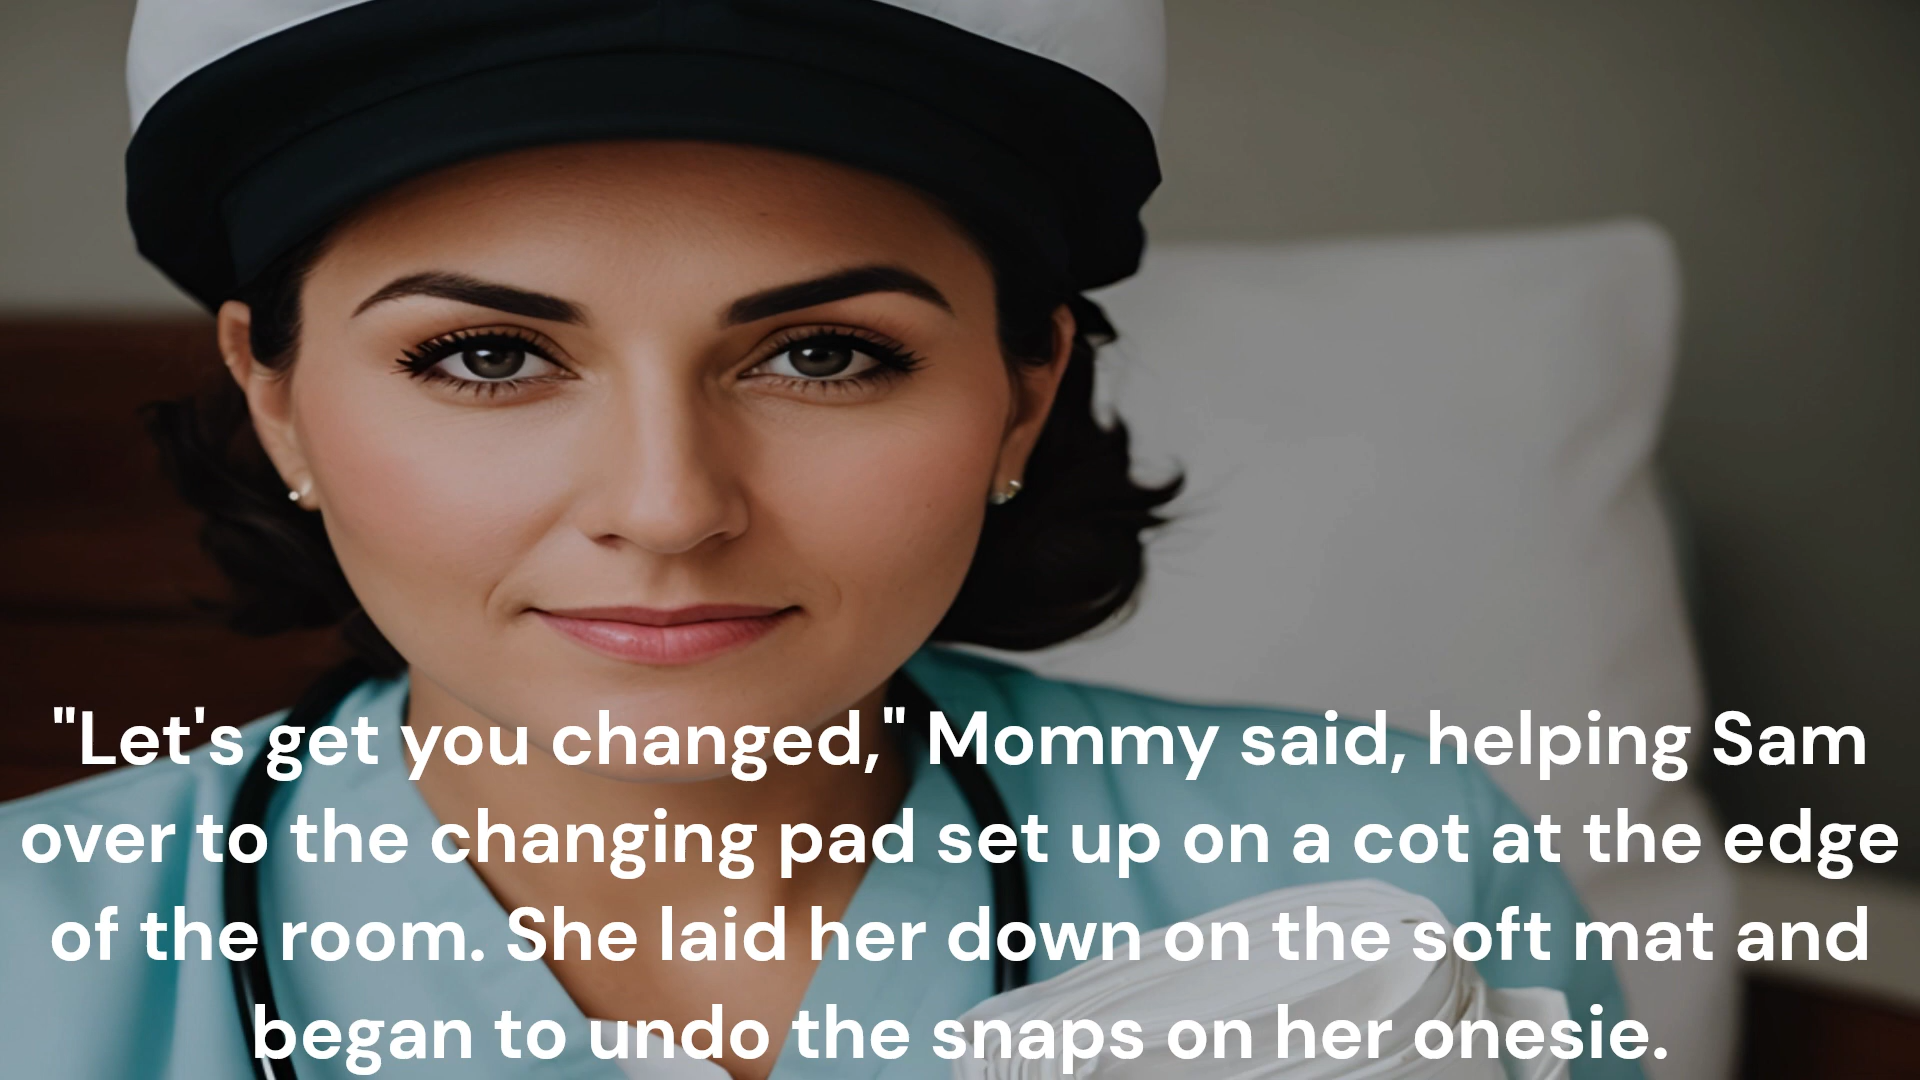 "Let's get you changed," Mommy said, helping Sam
over to the changing pad set up on a cot at the edge
of the room. She laid her down on the soft mat and
began to undo the snaps on her onesie.